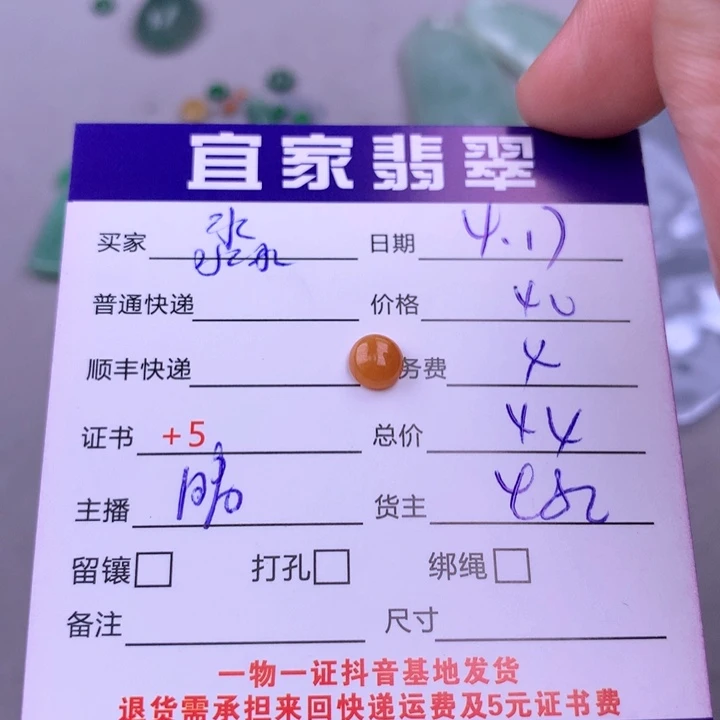 宜家翡翠
买家 淼 日期 4.17
普通快递 价格 40
顺丰快递 务费 4
证书 +5 总价 44
主播 货主
留镶 打孔 绑绳
备注 尺寸
一物一证抖音基地发货
退货需承担来回快递运费及5元证书费